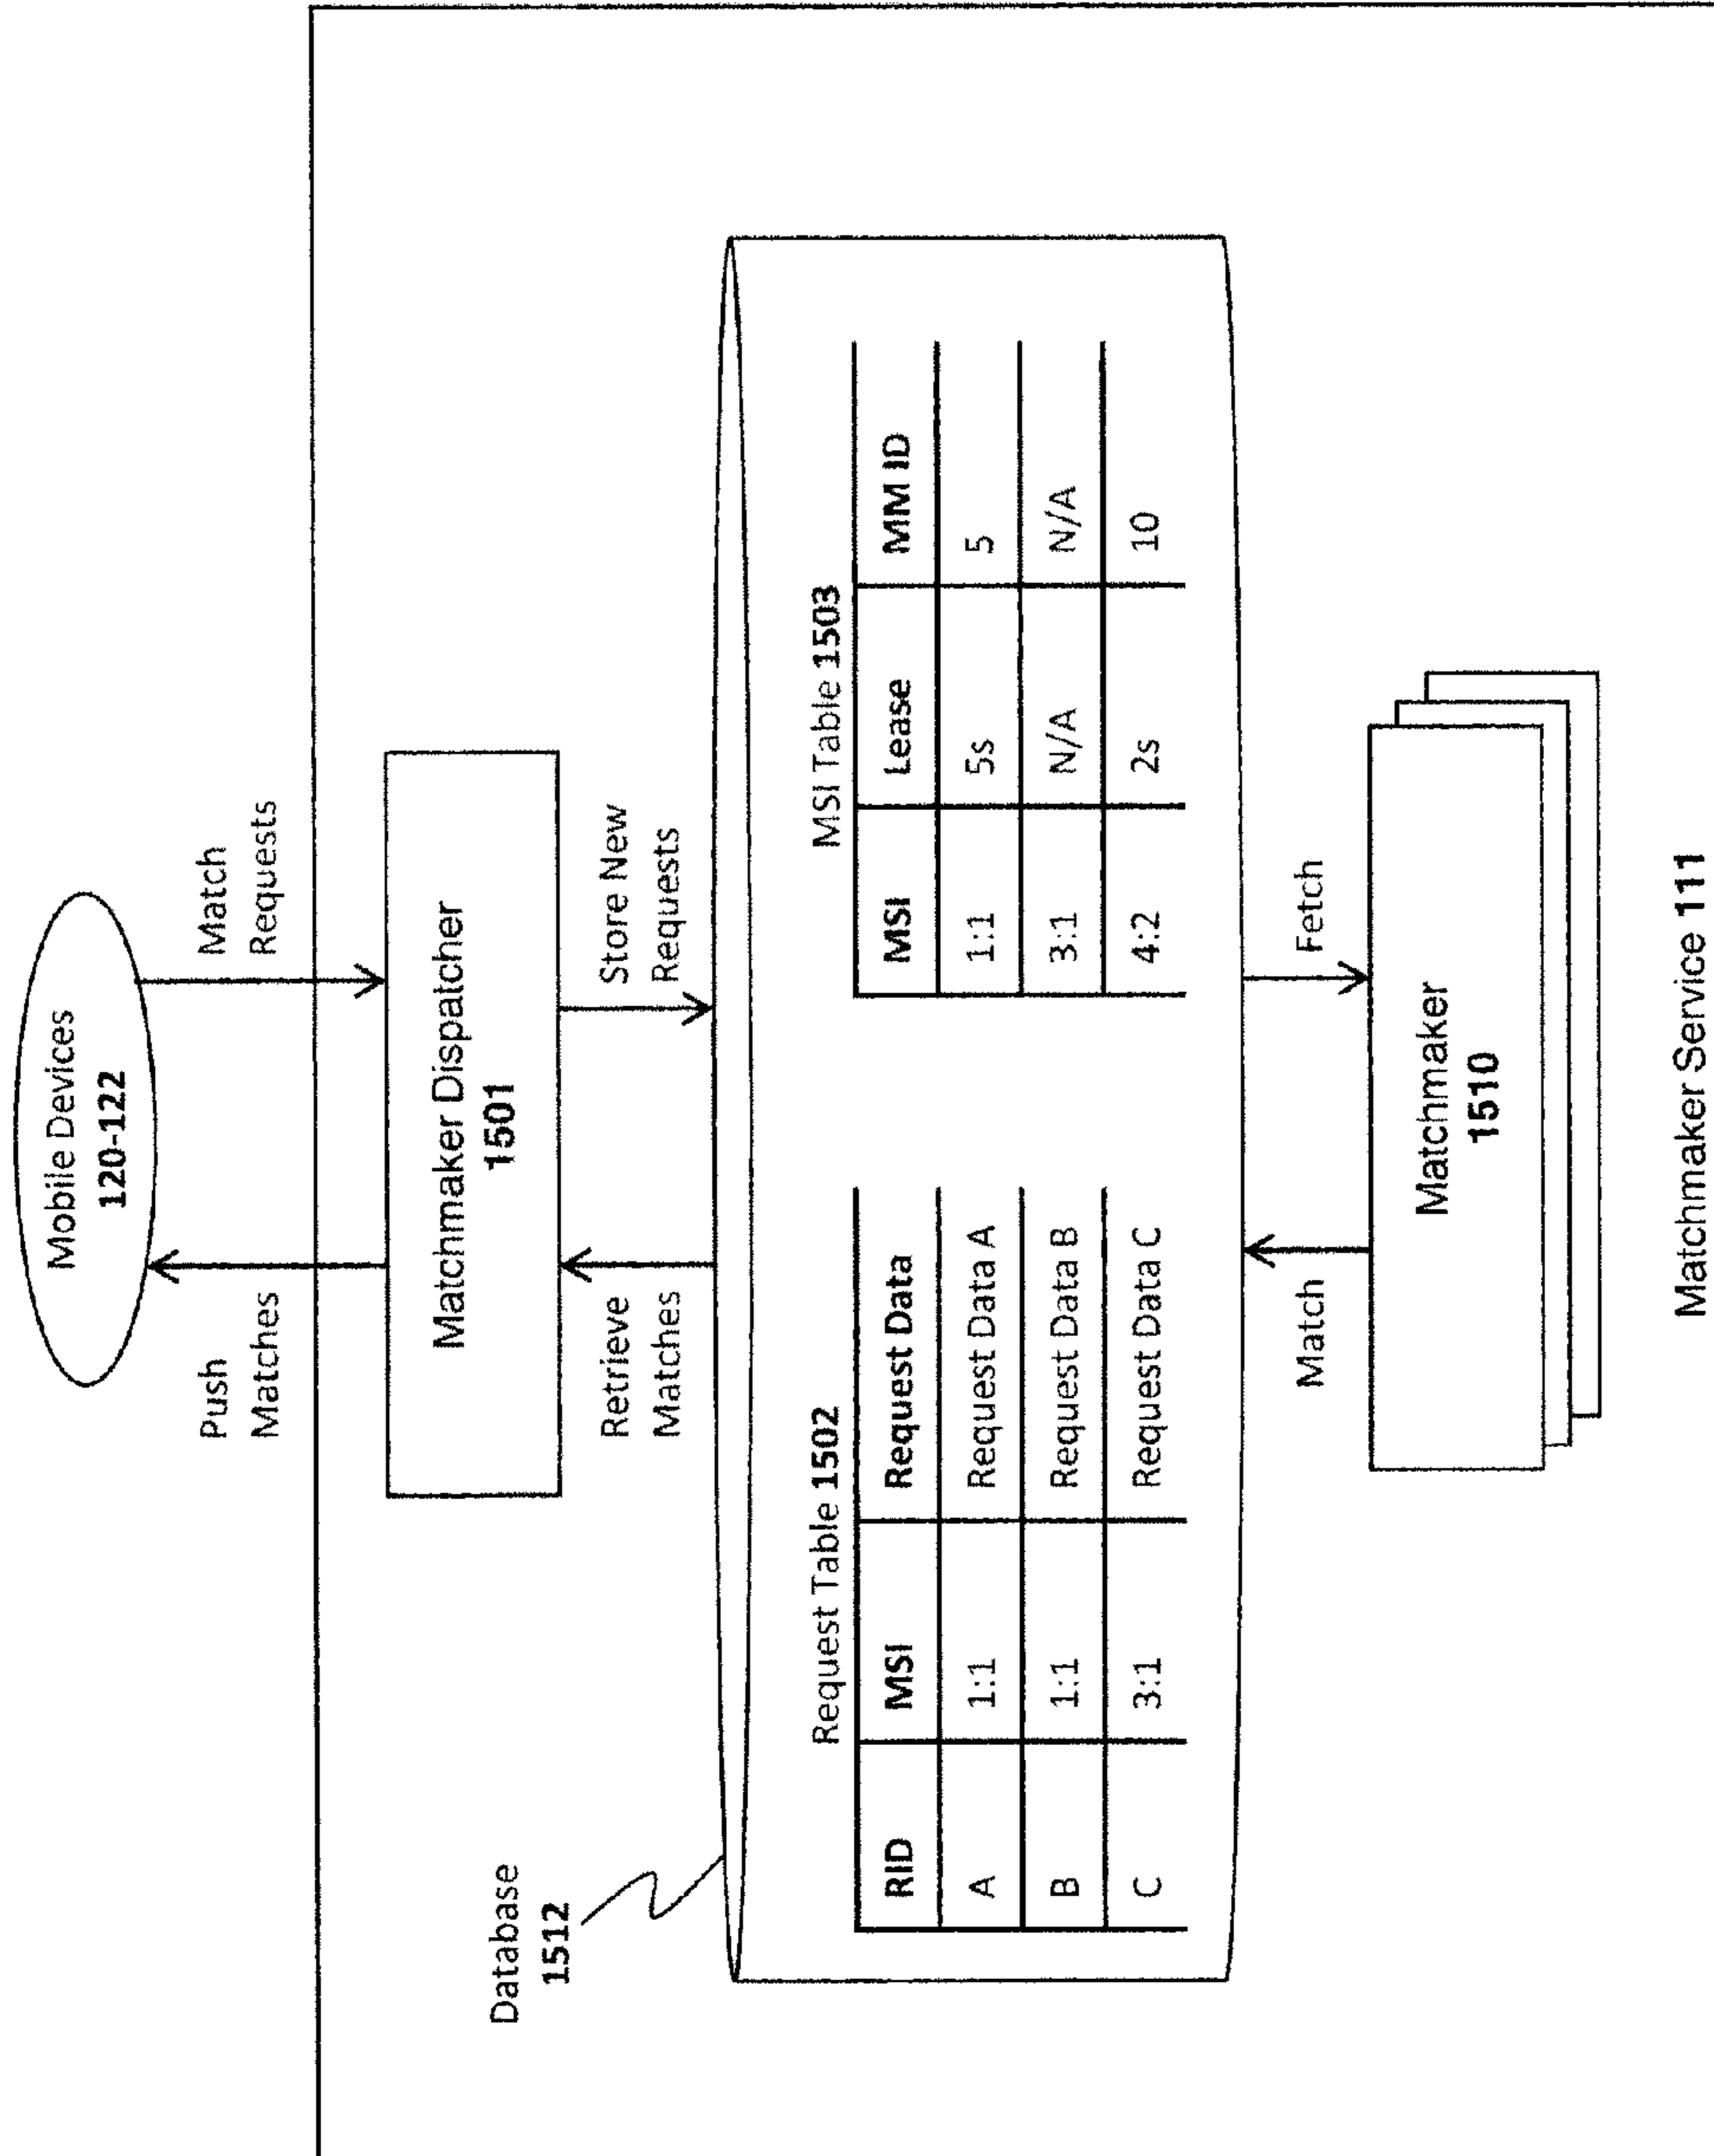 Mobile Devices
120-122
Push
Matches
Match
Requests
Matchmaker Dispatcher
1501
Retrieve
Matches
Store New
Requests
Database
1512
Request Table 1502
RID MSI Request Data
A 1:1 Request Data A
B 1:1 Request Data B
C 3:1 Request Data C
MSI Table 1503
MSI Lease MM ID
1:1 5s 5
3:1 N/A N/A
4:2 2s 10
Match
Fetch
Matchmaker
1510
Matchmaker Service 111